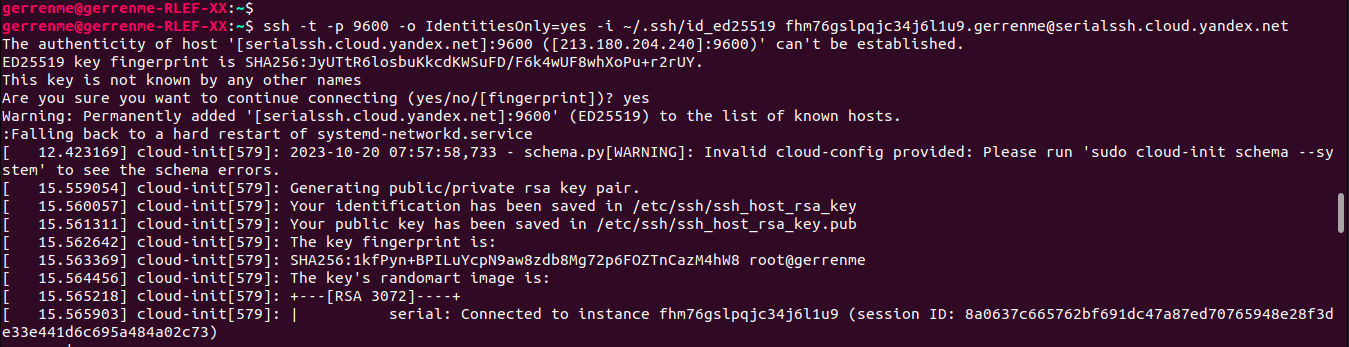 gerrenme@gerrenme-RLEF-XX:~$
gerrenme@gerrenme-RLEF-XX:~$ ssh -t -p 9600 -o IdentitiesOnly=yes -i ~/.ssh/id_ed25519 fhm76gslpqjc34j6l1u9.gerrenme@serialssh.cloud.yandex.net
The authenticity of host '[serialssh.cloud.yandex.net]:9600 ([213.180.204.240]:9600)' can't be established.
ED25519 key fingerprint is SHA256:JyUTtR6losbuKkcdKWSuFD/F6k4wUF8whXoPu+r2rUY.
This key is not known by any other names
Are you sure you want to continue connecting (yes/no/[fingerprint])? yes
Warning: Permanently added '[serialssh.cloud.yandex.net]:9600' (ED25519) to the list of known hosts.
:Falling back to a hard restart of systemd-networkd.service
[   12.423169] cloud-init[579]: 2023-10-20 07:57:58,733 - schema.py[WARNING]: Invalid cloud-config provided: Please run 'sudo cloud-init schema --sy
stem' to see the schema errors.
[   15.559054] cloud-init[579]: Generating public/private rsa key pair.
[   15.560057] cloud-init[579]: Your identification has been saved in /etc/ssh/ssh_host_rsa_key
[   15.561311] cloud-init[579]: Your public key has been saved in /etc/ssh/ssh_host_rsa_key.pub
[   15.562642] cloud-init[579]: The key fingerprint is:
[   15.563369] cloud-init[579]: SHA256:1kfPyn+BPILuYcpN9aw8zdb8Mg72p6FOZTnCazM4hW8 root@gerrenme
[   15.564456] cloud-init[579]: The key's randomart image is:
[   15.565218] cloud-init[579]: +---[RSA 3072]----+
[   15.565903] cloud-init[579]: |         serial: Connected to instance fhm76gslpqjc34j6l1u9 (session ID: 8a0637c665762bf691dc47a87ed70765948e28f3d
e33e441d6c695a484a02c73)